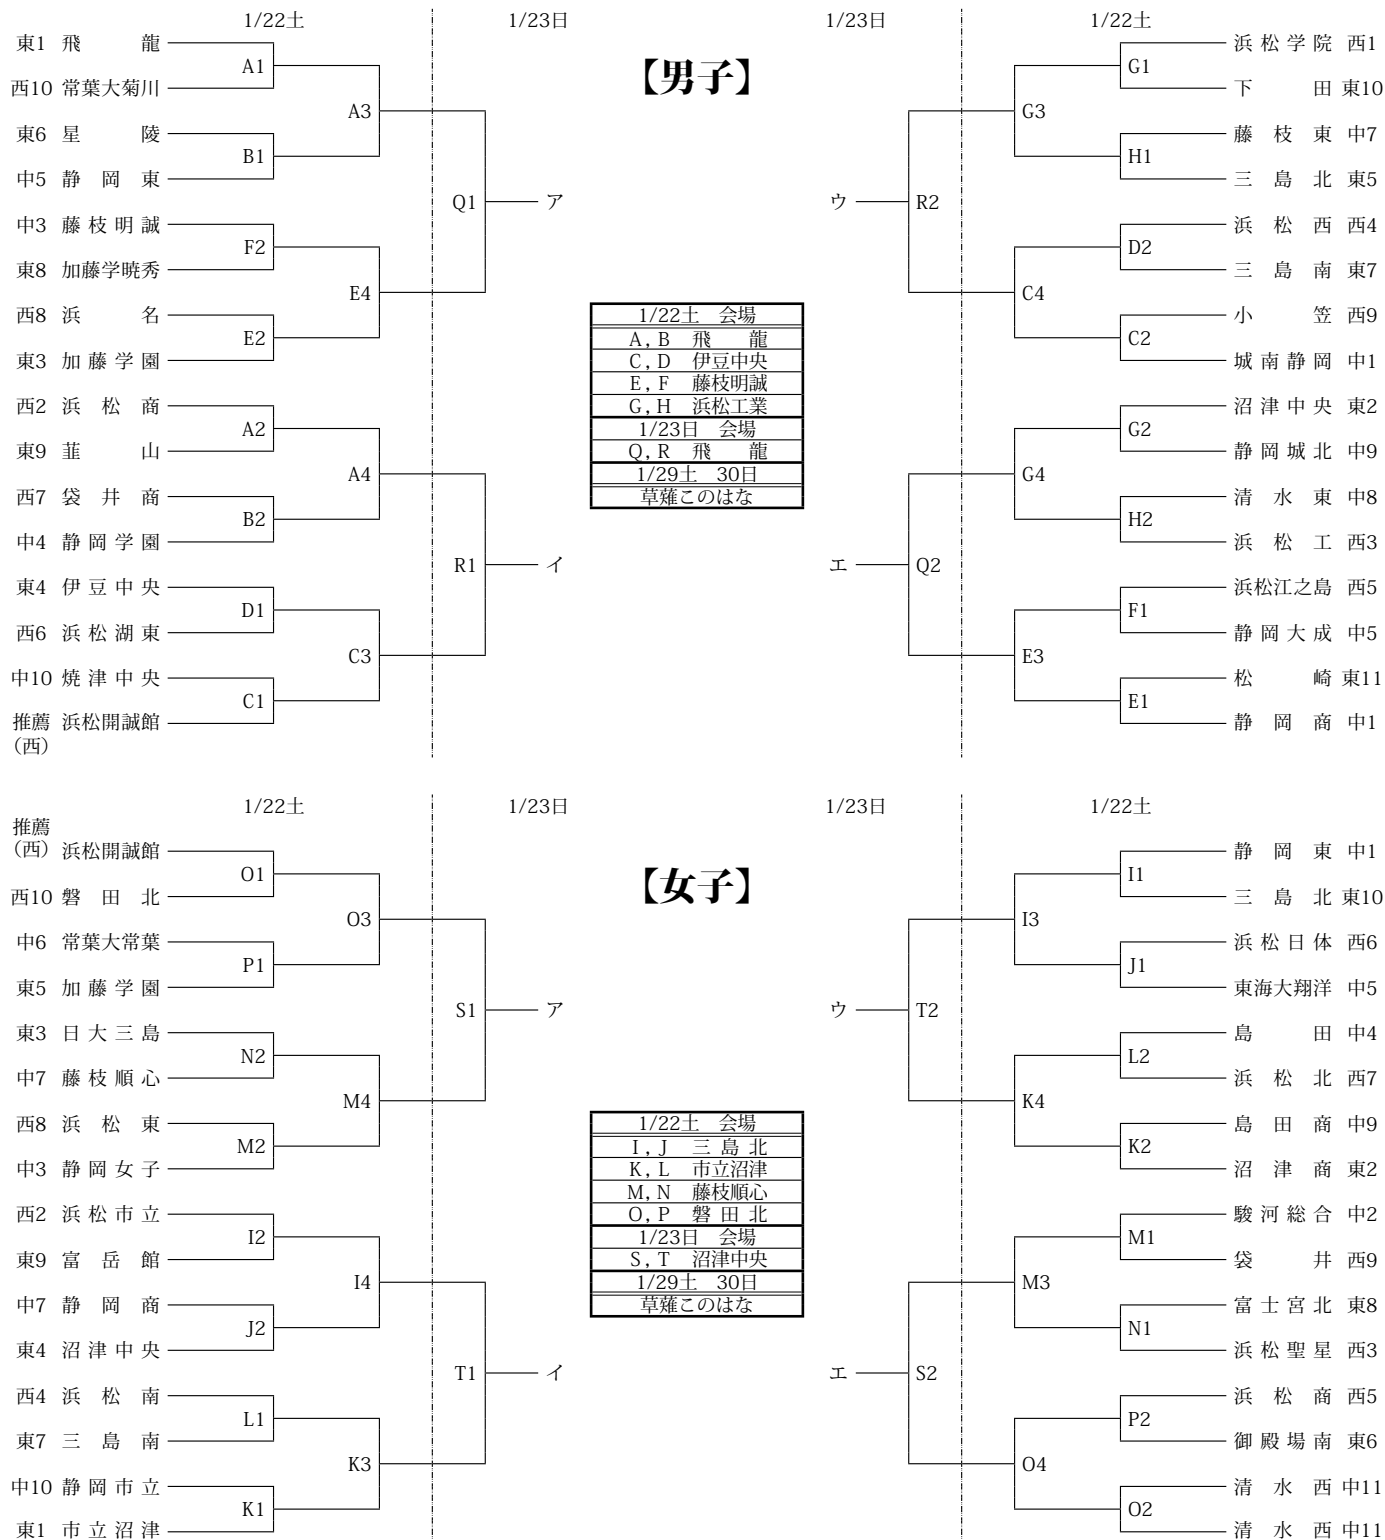 1/22土 1/23日 1/23日 1/22土
【男子】
東1 飛龍
A1
西10 常葉大菊川
A3
東6 星陵
B1
中5 静岡東
Q1 ア
中3 藤枝明誠
F2
東8 加藤学暁秀
E4
西8 浜名
E2
東3 加藤学園
西2 浜松商
A2
東9 韮山
A4
西7 袋井商
B2
中4 静岡学園
R1 イ
東4 伊豆中央
D1
西6 浜松湖東
C3
中10 焼津中央
C1
推薦 浜松開誠館
(西)
1/22土 会場
A, B 飛龍
C, D 伊豆中央
E, F 藤枝明誠
G, H 浜松工業
1/23日 会場
Q, R 飛龍
1/29土 30日
草薙このはな
浜松学院 西1
G1
下田 東10
G3
藤枝東 中7
H1
三島北 東5
ウ R2
浜松西 西4
D2
三島南 東7
C4
小笠 西9
C2
城南静岡 中1
沼津中央 東2
G2
静岡城北 中9
G4
清水東 中8
H2
浜松工 西3
エ Q2
浜松江之島 西5
F1
静岡大成 中5
E3
松崎 東11
E1
静岡商 中1
1/22土 1/23日 1/23日 1/22土
【女子】
推薦
(西) 浜松開誠館
O1
西10 磐田北
O3
中6 常葉大常葉
P1
東5 加藤学園
S1 ア
東3 日大三島
N2
中7 藤枝順心
M4
西8 浜松東
M2
中3 静岡女子
西2 浜松市立
I2
東9 富岳館
I4
中7 静岡商
J2
東4 沼津中央
T1 イ
西4 浜松南
L1
東7 三島南
K3
中10 静岡市立
K1
東1 市立沼津
1/22土 会場
I, J 三島北
K, L 市立沼津
M, N 藤枝順心
O, P 磐田北
1/23日 会場
S, T 沼津中央
1/29土 30日
草薙このはな
静岡東 中1
I1
三島北 東10
I3
浜松日体 西6
J1
東海大翔洋 中5
ウ T2
島田 中4
L2
浜松北 西7
K4
島田商 中9
K2
沼津商 東2
駿河総合 中2
M1
袋井 西9
M3
富士宮北 東8
N1
浜松聖星 西3
エ S2
浜松商 西5
P2
御殿場南 東6
O4
清水西 中11
O2
清水西 中11